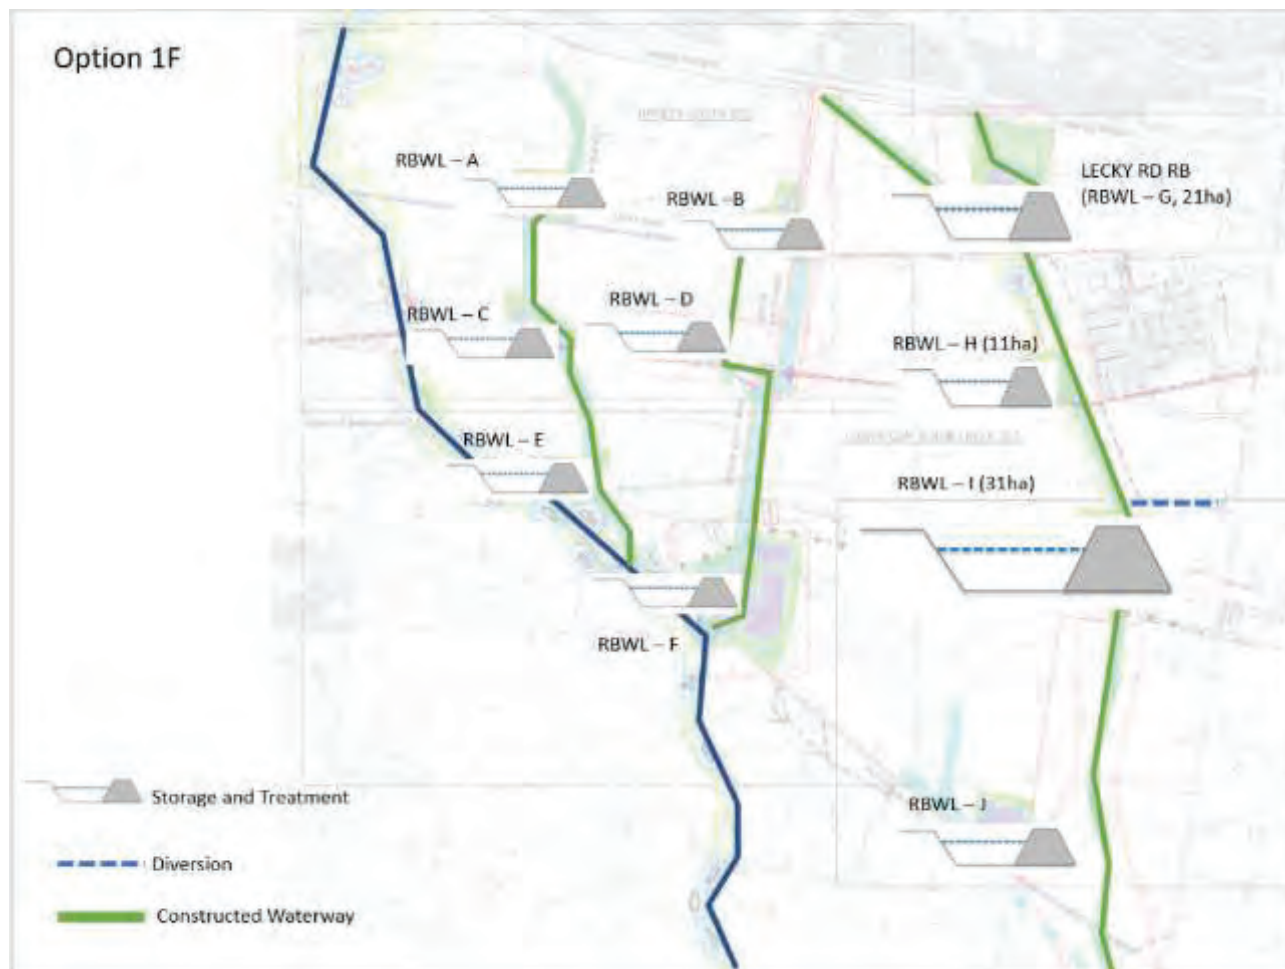 Option 1F
RBWL – A
RBWL –B
LECKY RD RB
(RBWL – G, 21ha)
RBWL – C
RBWL – D
RBWL – H (11ha)
RBWL – E
RBWL – I (31ha)
RBWL – F
RBWL – J
Storage and Treatment
Diversion
Constructed Waterway